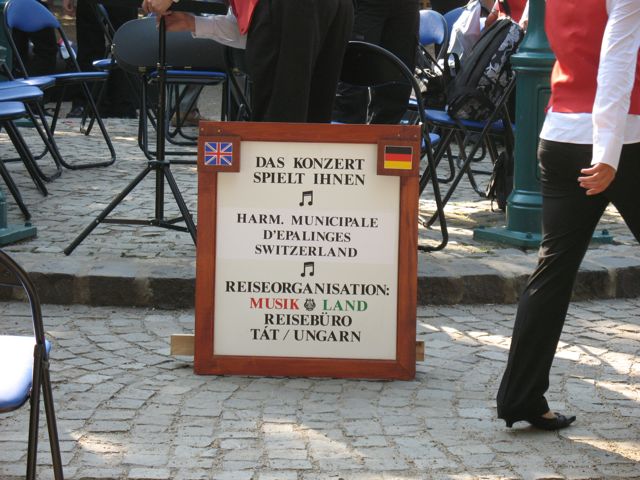 DAS KONZERT
SPIELT IHNEN
HARM. MUNICIPALE
D'EPALINGES
SWITZERLAND
REISEORGANISATION:
MUSIK LAND
REISEBÜRO
TÁT / UNGARN